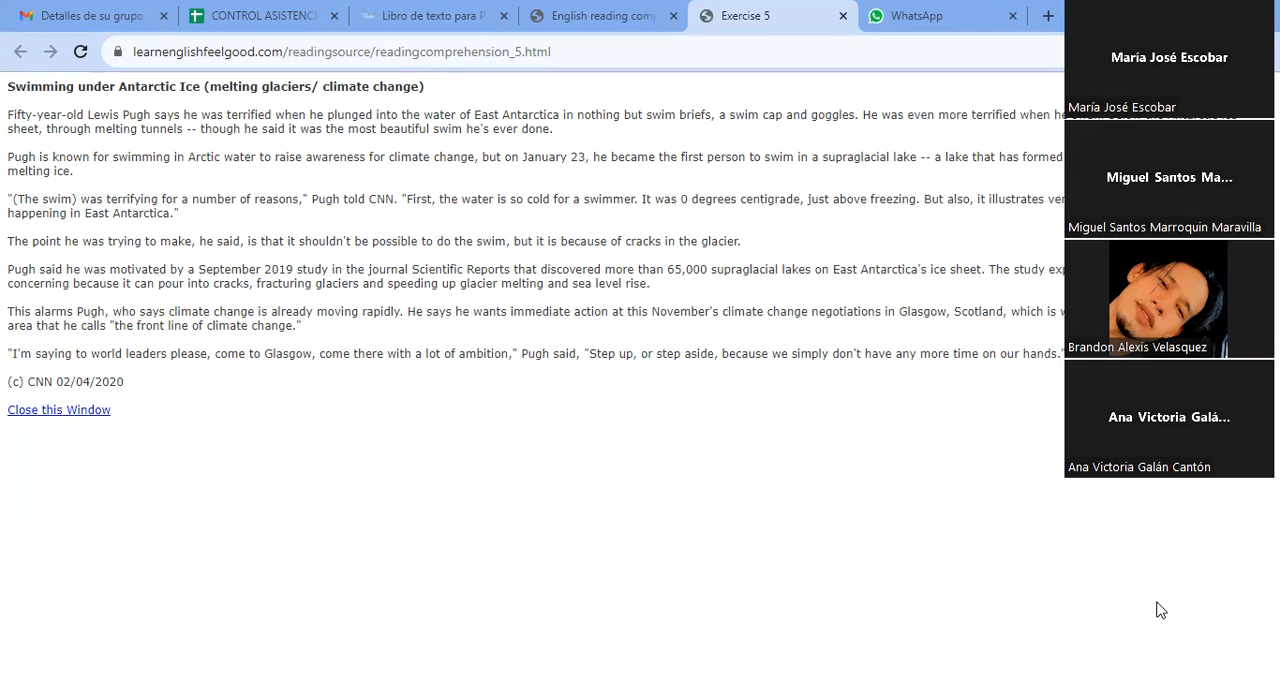 Detalles de su grupo
CONTROL ASISTENCI
Libro de texto para P
English reading com
Exercise 5
WhatsApp
learnenglishfeelgood.com/readingsource/readingcomprehension_5.html
Swimming under Antarctic Ice (melting glaciers/ climate change)
Fifty-year-old Lewis Pugh says he was terrified when he plunged into the water of East Antarctica in nothing but swim briefs, a swim cap and goggles. He was even more terrified when he
sheet, through melting tunnels -- though he said it was the most beautiful swim he's ever done.
Pugh is known for swimming in Arctic water to raise awareness for climate change, but on January 23, he became the first person to swim in a supraglacial lake -- a lake that has formed
melting ice.
"(The swim) was terrifying for a number of reasons," Pugh told CNN. "First, the water is so cold for a swimmer. It was 0 degrees centigrade, just above freezing. But also, it illustrates ver
happening in East Antarctica."
The point he was trying to make, he said, is that it shouldn't be possible to do the swim, but it is because of cracks in the glacier.
Pugh said he was motivated by a September 2019 study in the journal Scientific Reports that discovered more than 65,000 supraglacial lakes on East Antarctica's ice sheet. The study exp
concerning because it can pour into cracks, fracturing glaciers and speeding up glacier melting and sea level rise.
This alarms Pugh, who says climate change is already moving rapidly. He says he wants immediate action at this November's climate change negotiations in Glasgow, Scotland, which is w
area that he calls "the front line of climate change."
"I'm saying to world leaders please, come to Glasgow, come there with a lot of ambition," Pugh said, "Step up, or step aside, because we simply don't have any more time on our hands."
(c) CNN 02/04/2020
Close this Window
María José Escobar
María José Escobar
Miguel Santos Ma...
Miguel Santos Marroquin Maravilla
Brandon Alexis Velasquez
Ana Victoria Galá...
Ana Victoria Galán Cantón